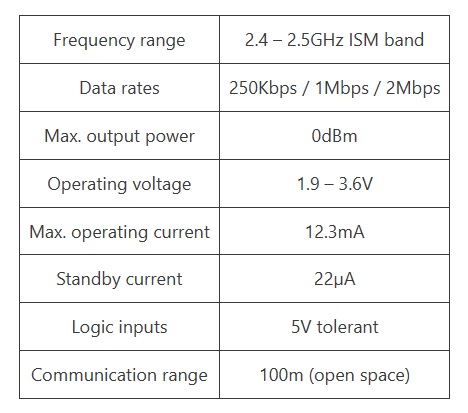 Frequency range 2.4 – 2.5GHz ISM band
Data rates 250Kbps / 1Mbps / 2Mbps
Max. output power 0dBm
Operating voltage 1.9 – 3.6V
Max. operating current 12.3mA
Standby current 22µA
Logic inputs 5V tolerant
Communication range 100m (open space)